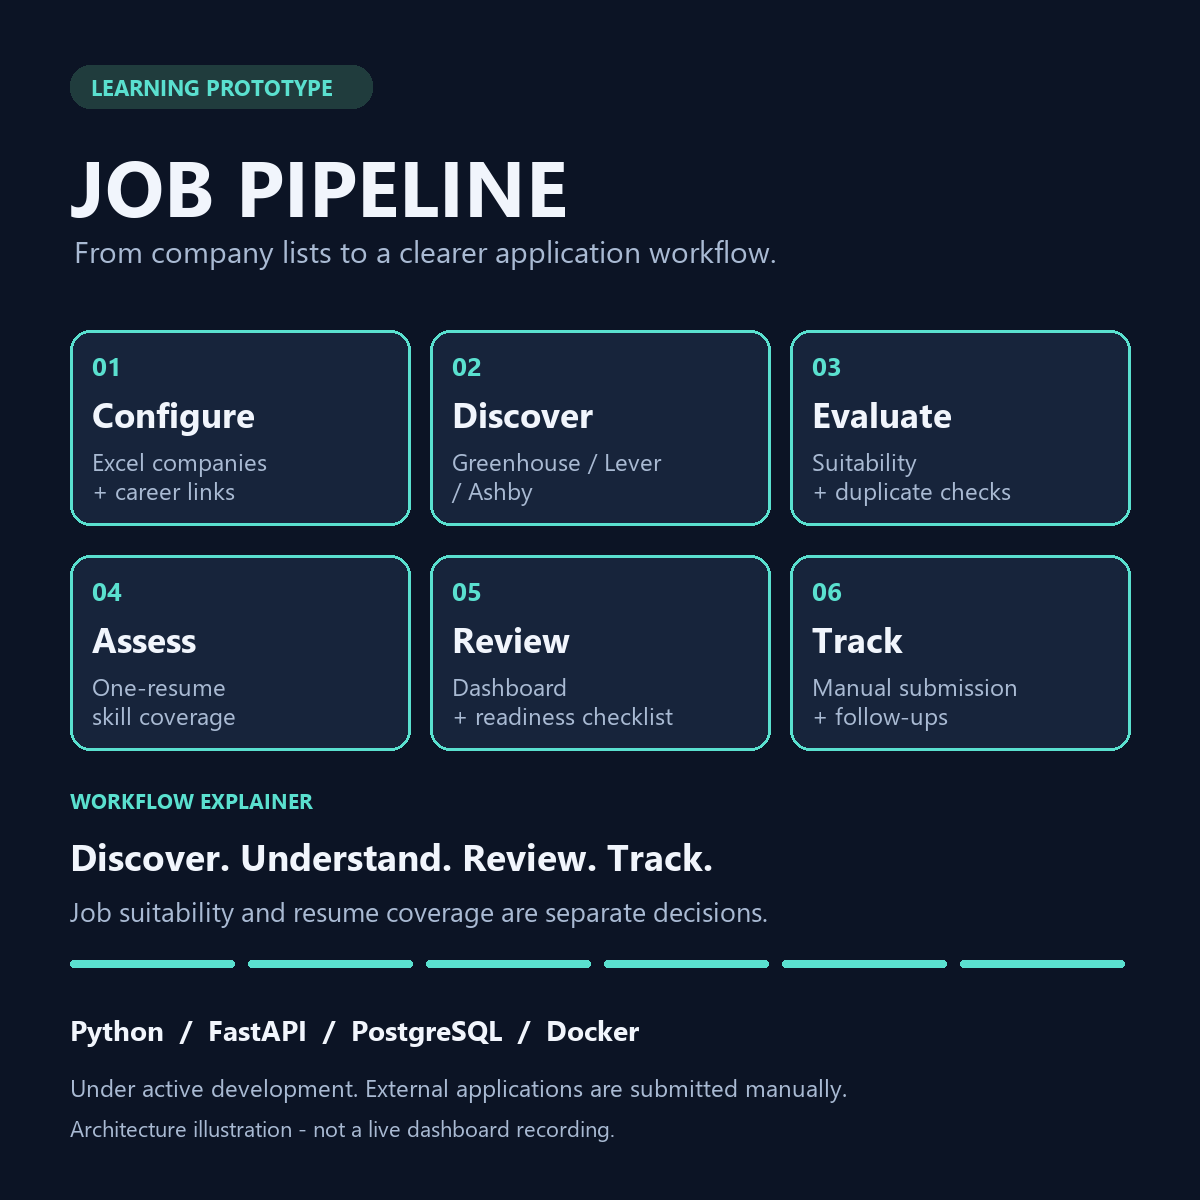 LEARNING PROTOTYPE
JOB PIPELINE
From company lists to a clearer application workflow.
01
Configure
Excel companies
+ career links
02
Discover
Greenhouse / Lever
/ Ashby
03
Evaluate
Suitability
+ duplicate checks
04
Assess
One-resume
skill coverage
05
Review
Dashboard
+ readiness checklist
06
Track
Manual submission
+ follow-ups
WORKFLOW EXPLAINER
Discover. Understand. Review. Track.
Job suitability and resume coverage are separate decisions.
Python / FastAPI / PostgreSQL / Docker
Under active development. External applications are submitted manually.
Architecture illustration - not a live dashboard recording.